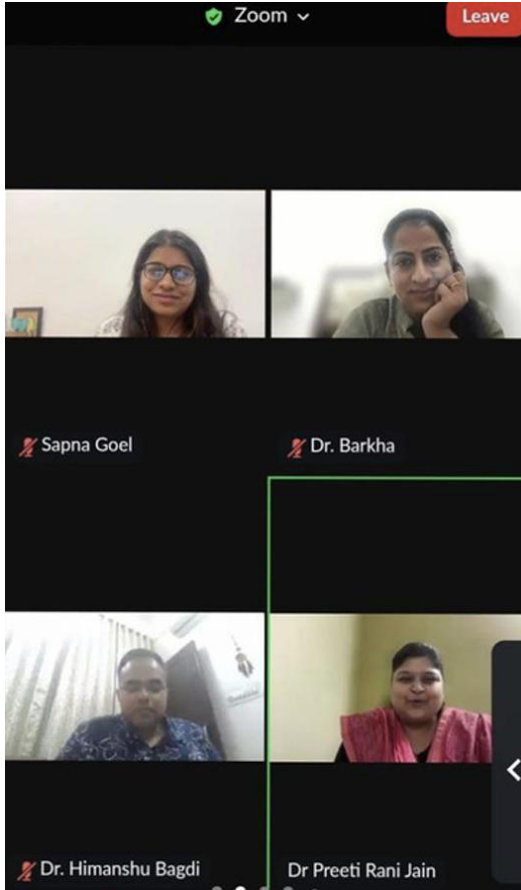 Zoom
Leave
Sapna Goel
Dr. Barkha
Dr. Himanshu Bagdi
Dr Preeti Rani Jain